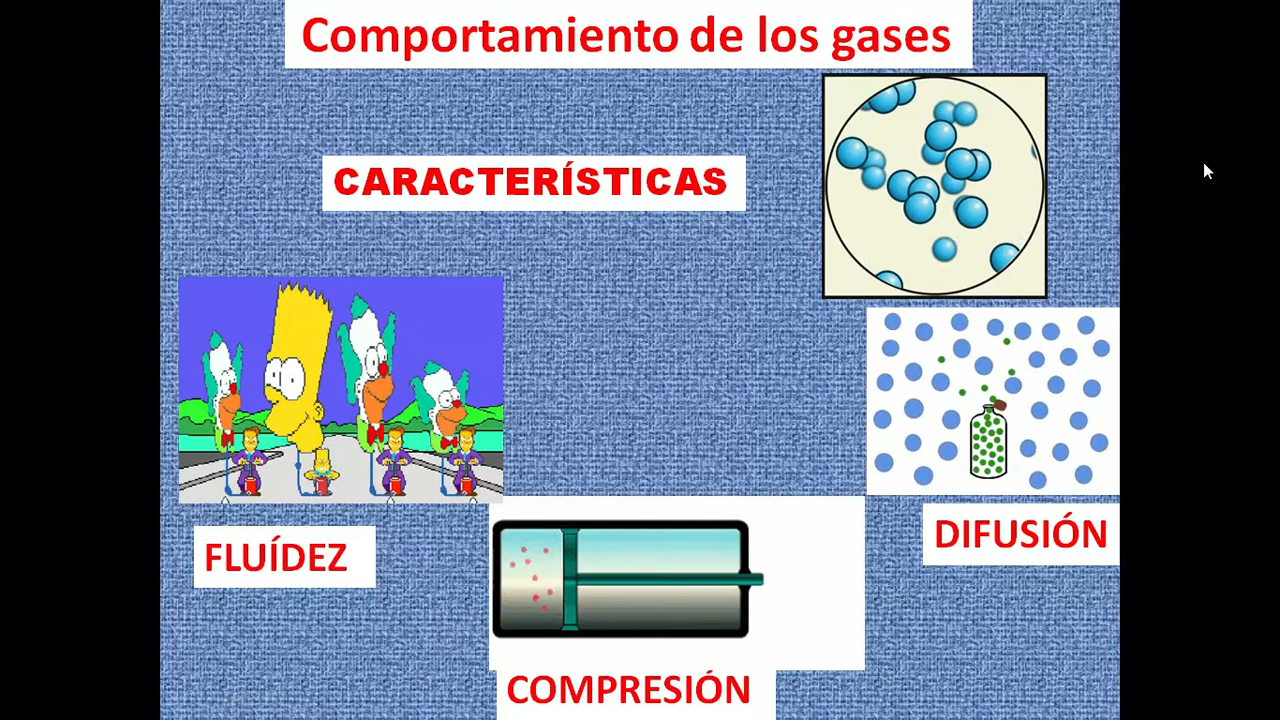 Comportamiento de los gases
CARACTERÍSTICAS
FLUÍDEZ
DIFUSIÓN
COMPRESIÓN